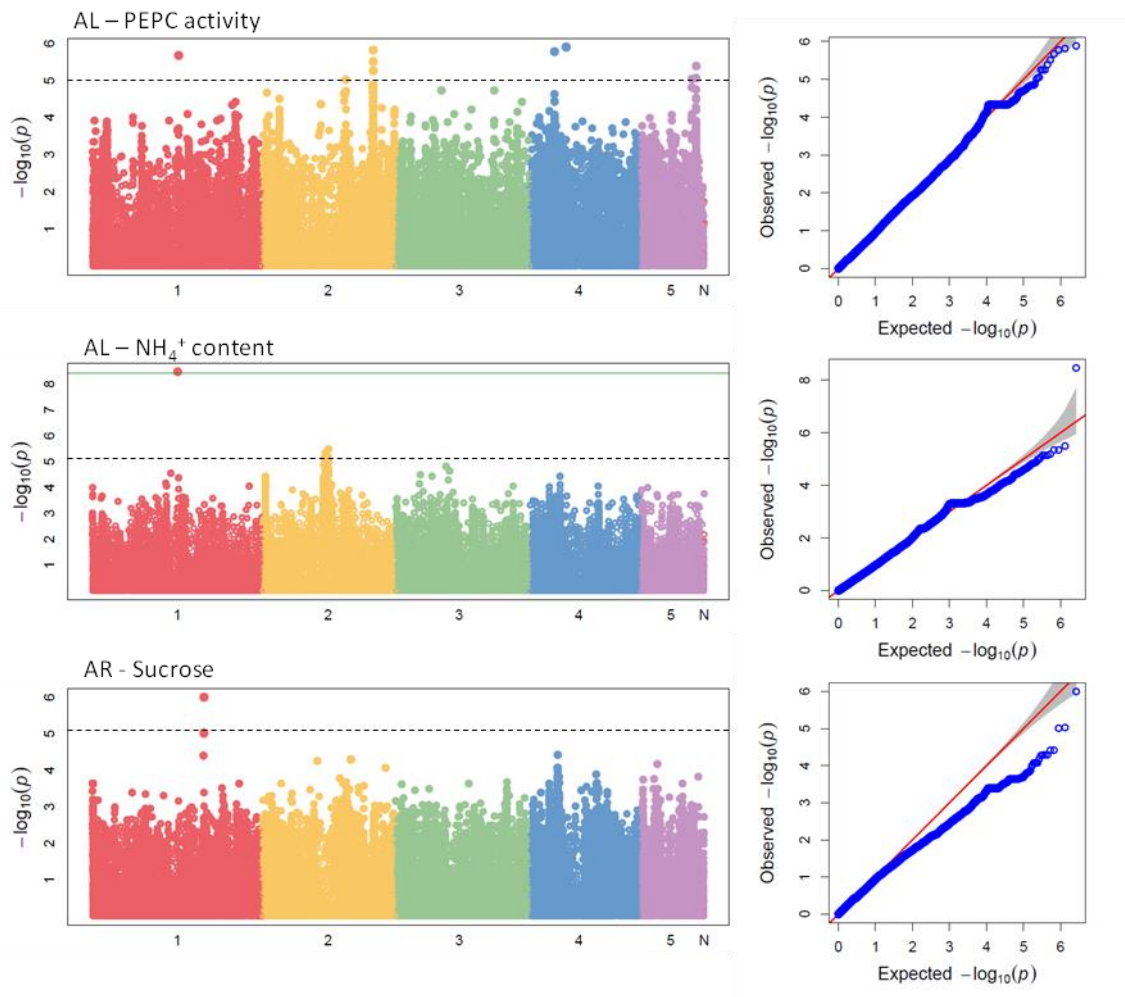 AL – PEPC activity
−log10(p)
6
5
4
3
2
1
1 2 3 4 5 N
Observed −log10(p)
6
5
4
3
2
1
0
0 1 2 3 4 5 6
Expected −log10(p)
AL – NH4+ content
−log10(p)
8
7
6
5
4
3
2
1
1 2 3 4 5 N
Observed −log10(p)
8
6
4
2
0
0 1 2 3 4 5 6
Expected −log10(p)
AR - Sucrose
−log10(p)
6
5
4
3
2
1
1 2 3 4 5 N
Observed −log10(p)
6
5
4
3
2
1
0
0 1 2 3 4 5 6
Expected −log10(p)